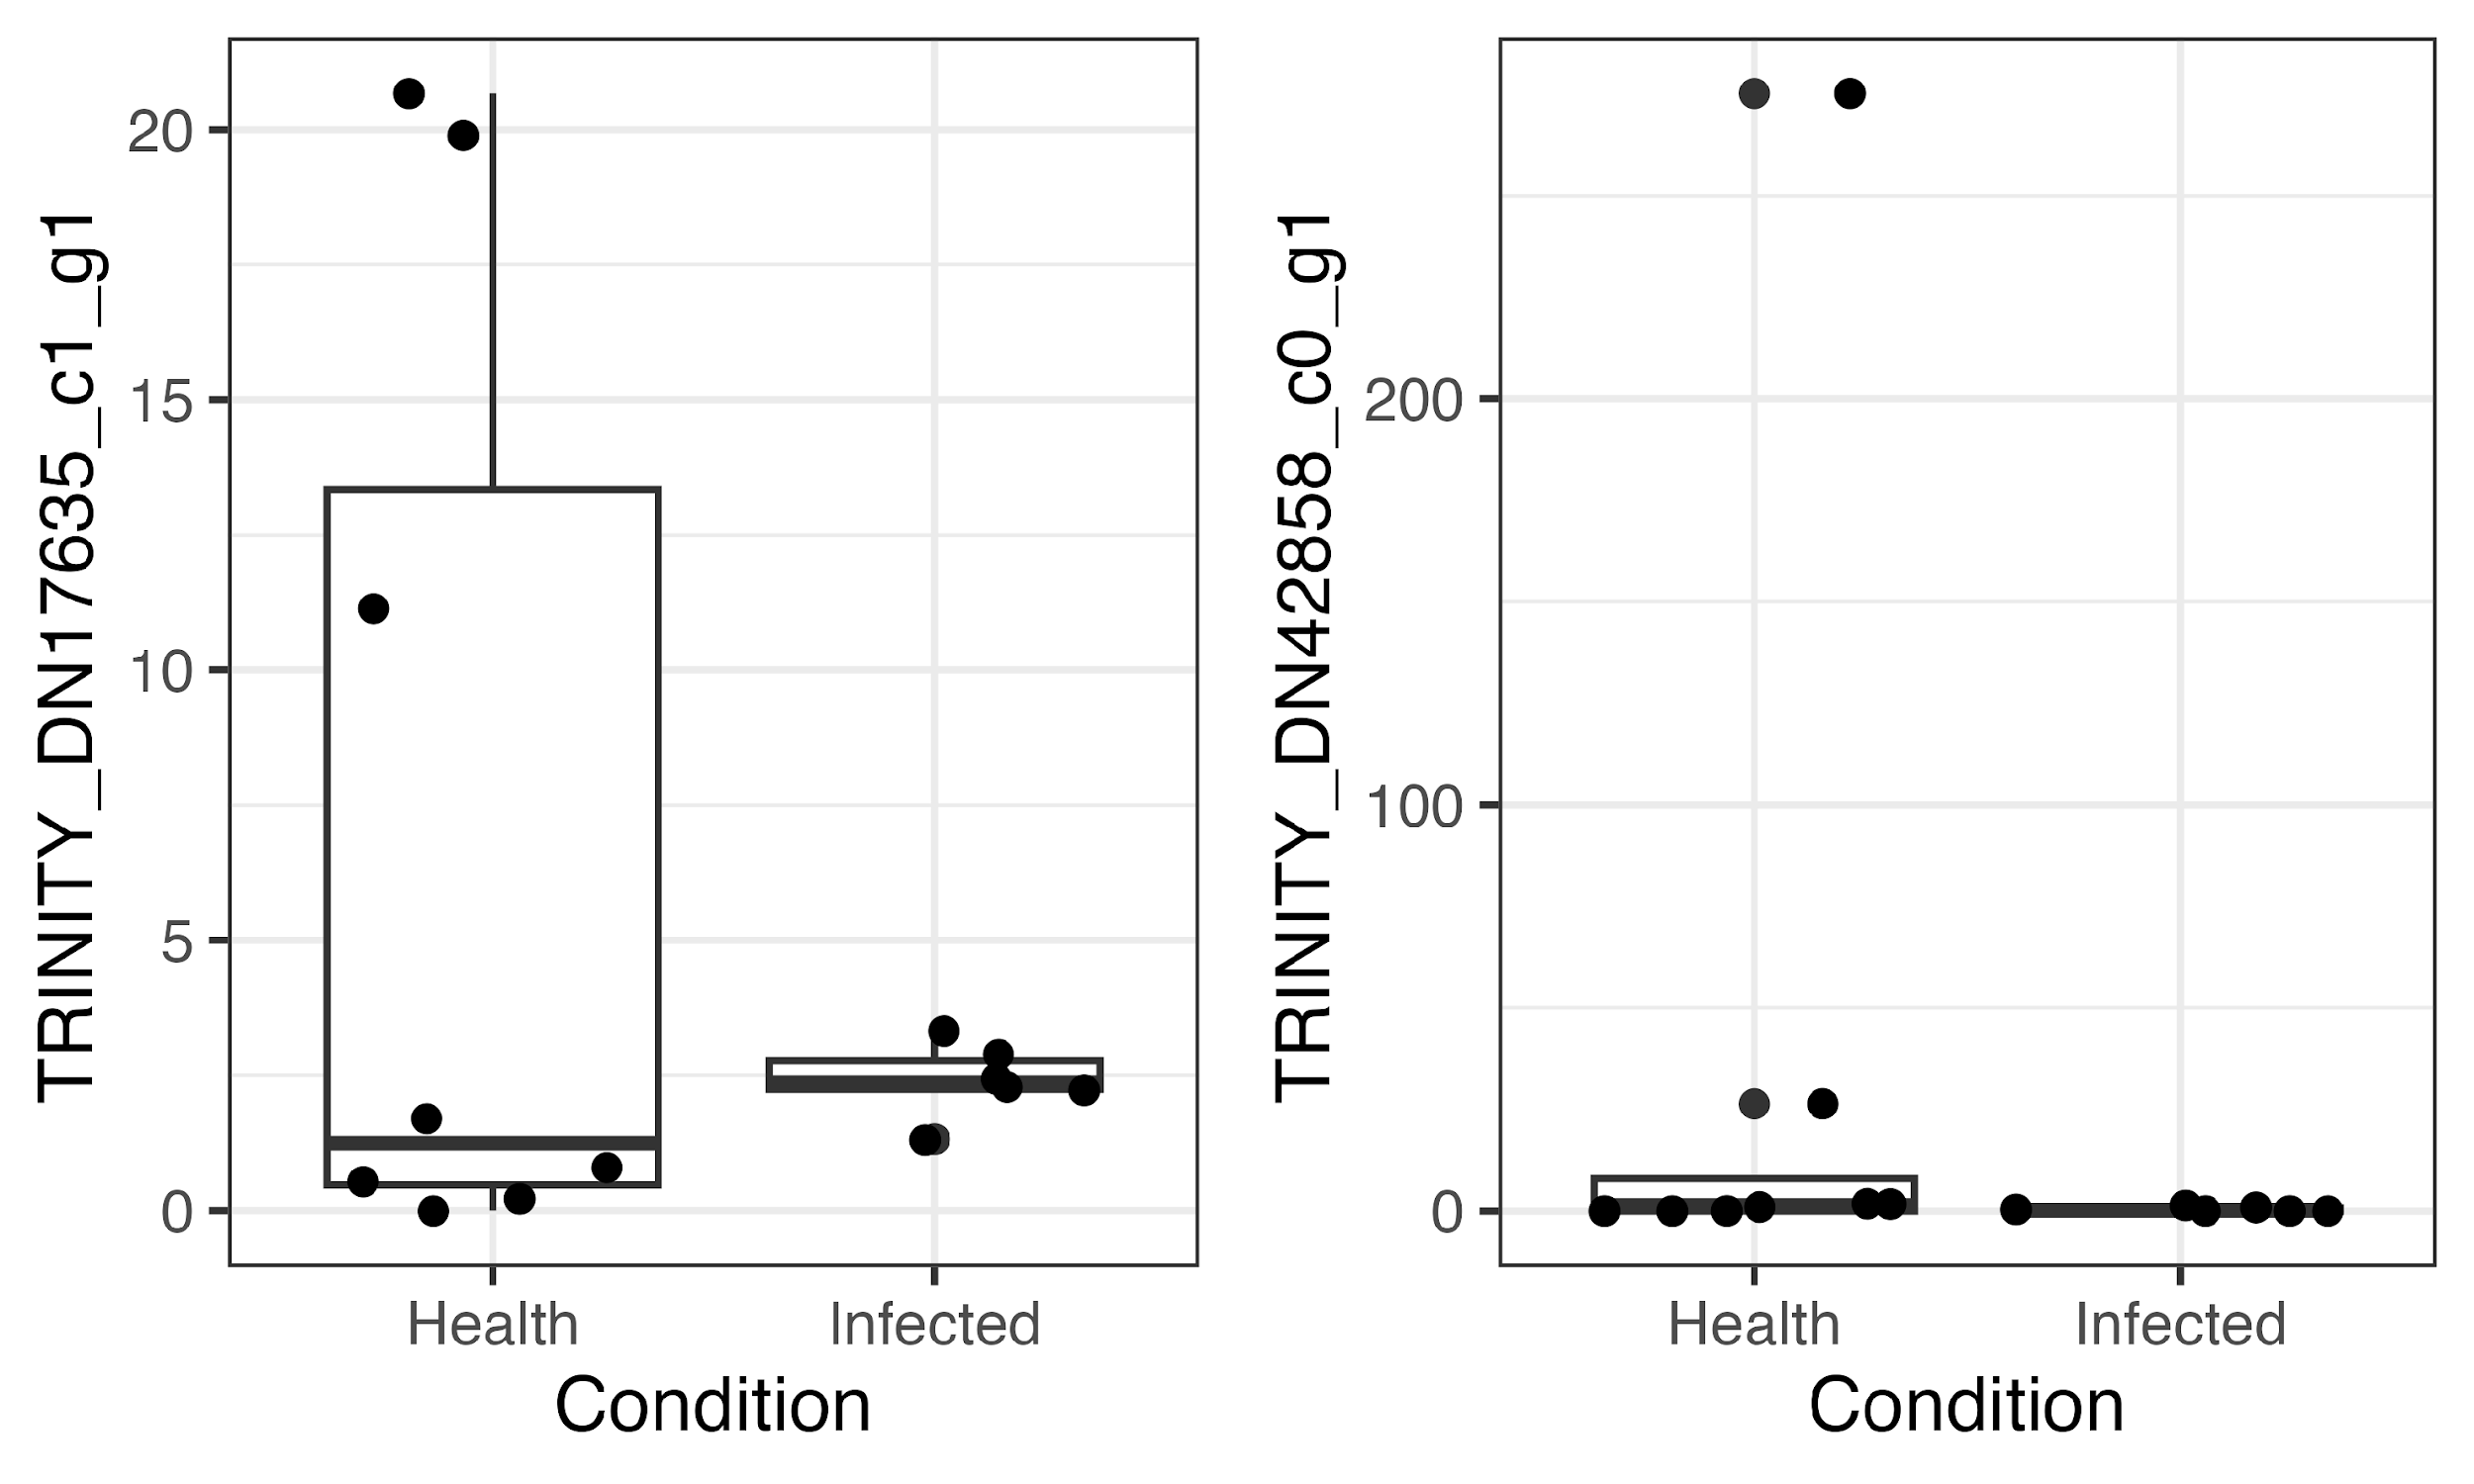 TRINITY_DN17635_c1_g1
20
15
10
5
0
Health
Infected
Condition
TRINITY_DN42858_c0_g1
200
100
0
Health
Infected
Condition